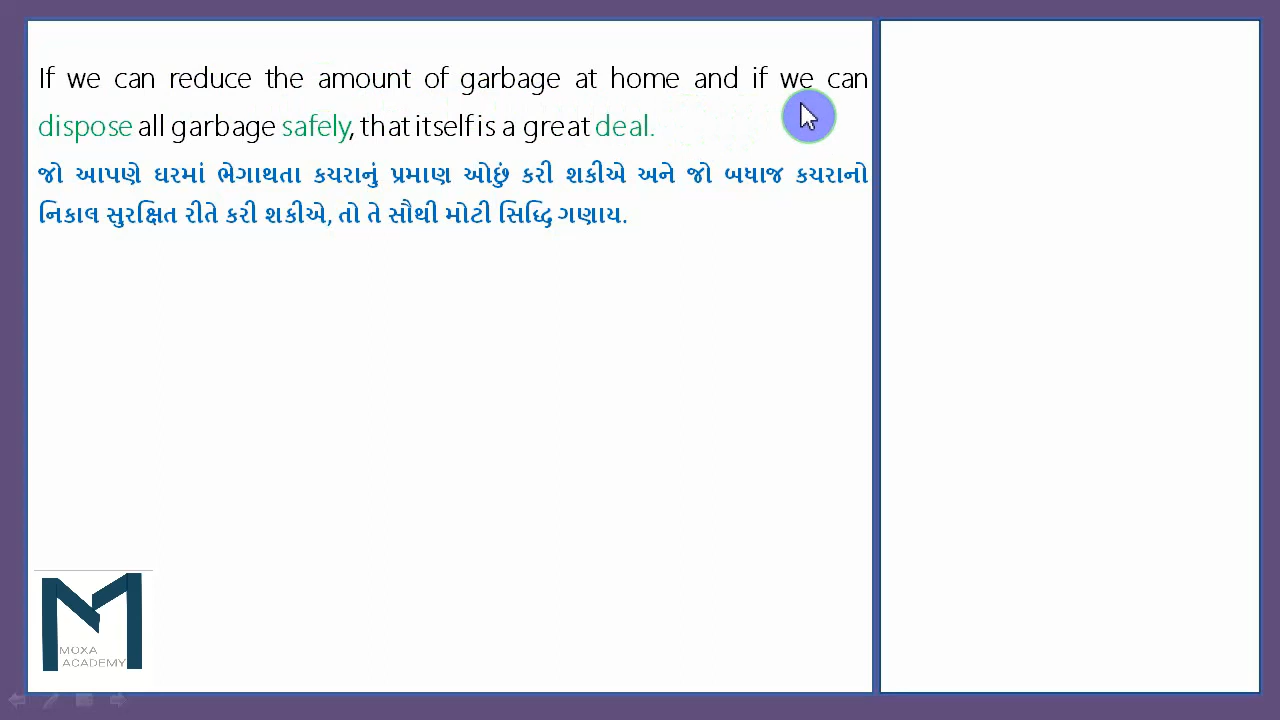 If we can reduce the amount of garbage at home and if we can
dispose all garbage safely, that itself is a great deal.
જો આપણે ઘરમાં ભેગાથતા કચરાનું પ્રમાણ ઓછું કરી શકીએ અને જો બધાજ કચરાનો
નિકાલ સુરક્ષિત રીતે કરી શકીએ, તો તે સૌથી મોટી સિધ્ધિ ગણાય.
MOXA
ACADEMY